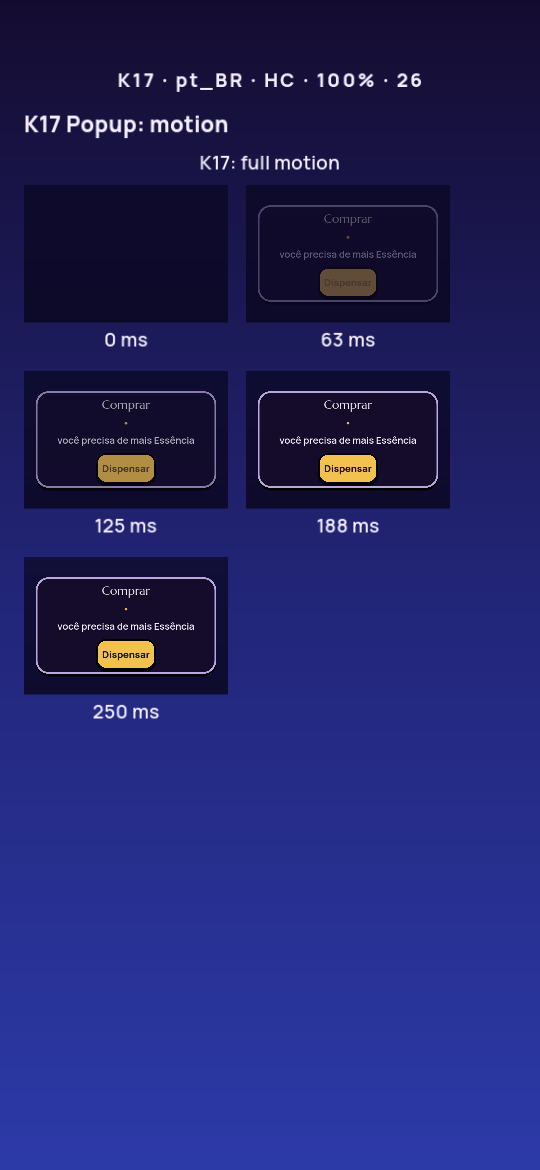 K17 · pt_BR · HC · 100% · 26
K17 Popup: motion
K17: full motion
0 ms
Comprar
você precisa de mais Essência
Dispensar
63 ms
Comprar
você precisa de mais Essência
Dispensar
125 ms
Comprar
você precisa de mais Essência
Dispensar
188 ms
Comprar
você precisa de mais Essência
Dispensar
250 ms